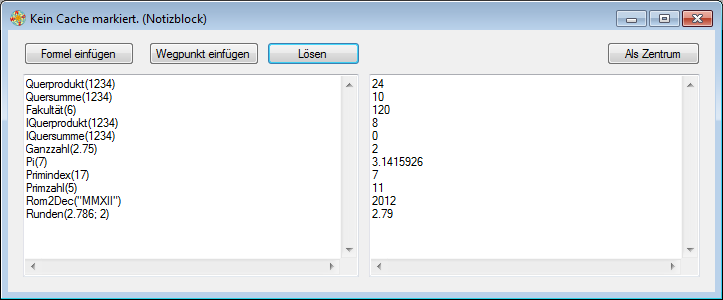 Kein Cache markiert. (Notizblock)
Formel einfügen
Wegpunkt einfügen
Lösen
Als Zentrum
Querprodukt(1234)
Quersumme(1234)
Fakultät(6)
IQuerprodukt(1234)
IQuersumme(1234)
Ganzzahl(2.75)
Pi(7)
Primindex(17)
Primzahl(5)
Rom2Dec("MMXII")
Runden(2.786; 2)
24
10
120
8
0
2
3.1415926
7
11
2012
2.79